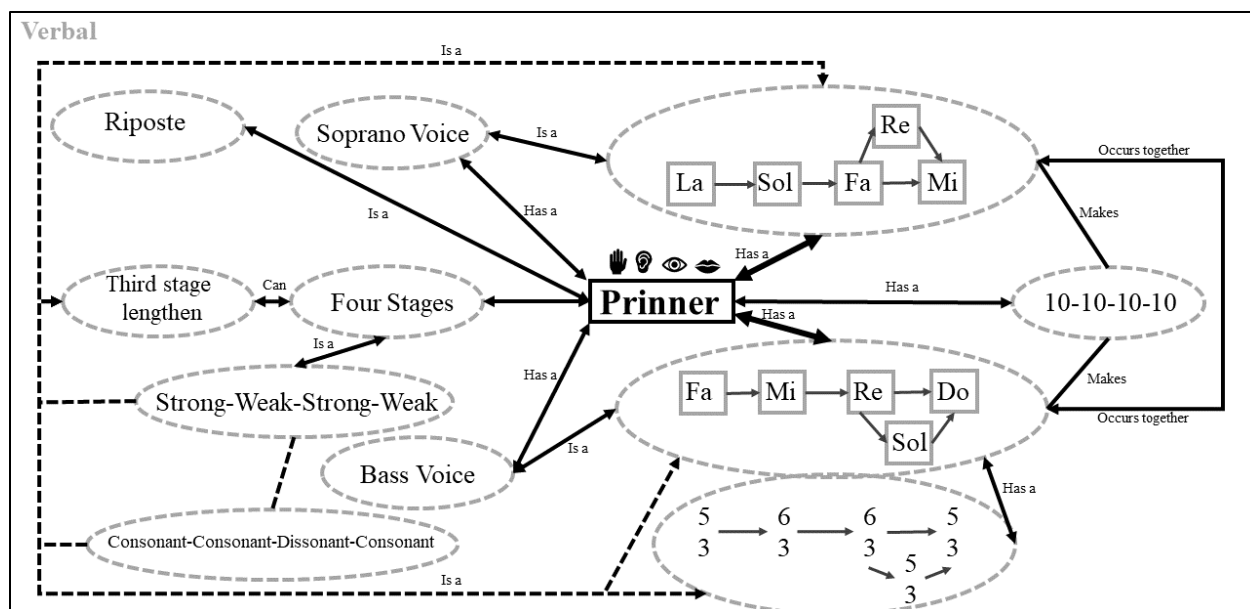 Verbal
Is a
Riposte
Soprano Voice
Is a
Re
La
Sol
Fa
Mi
Occurs together
Makes
Has a
Is a
Has a
Third stage
lengthen
Can
Four Stages
Prinner
Has a
10-10-10-10
Has a
Is a
Has a
Strong-Weak-Strong-Weak
Fa
Mi
Re
Do
Sol
Makes
Occurs together
Bass Voice
Is a
Has a
Consonant-Consonant-Dissonant-Consonant
5 6 6 5
3 3 3 3
5
3
Is a